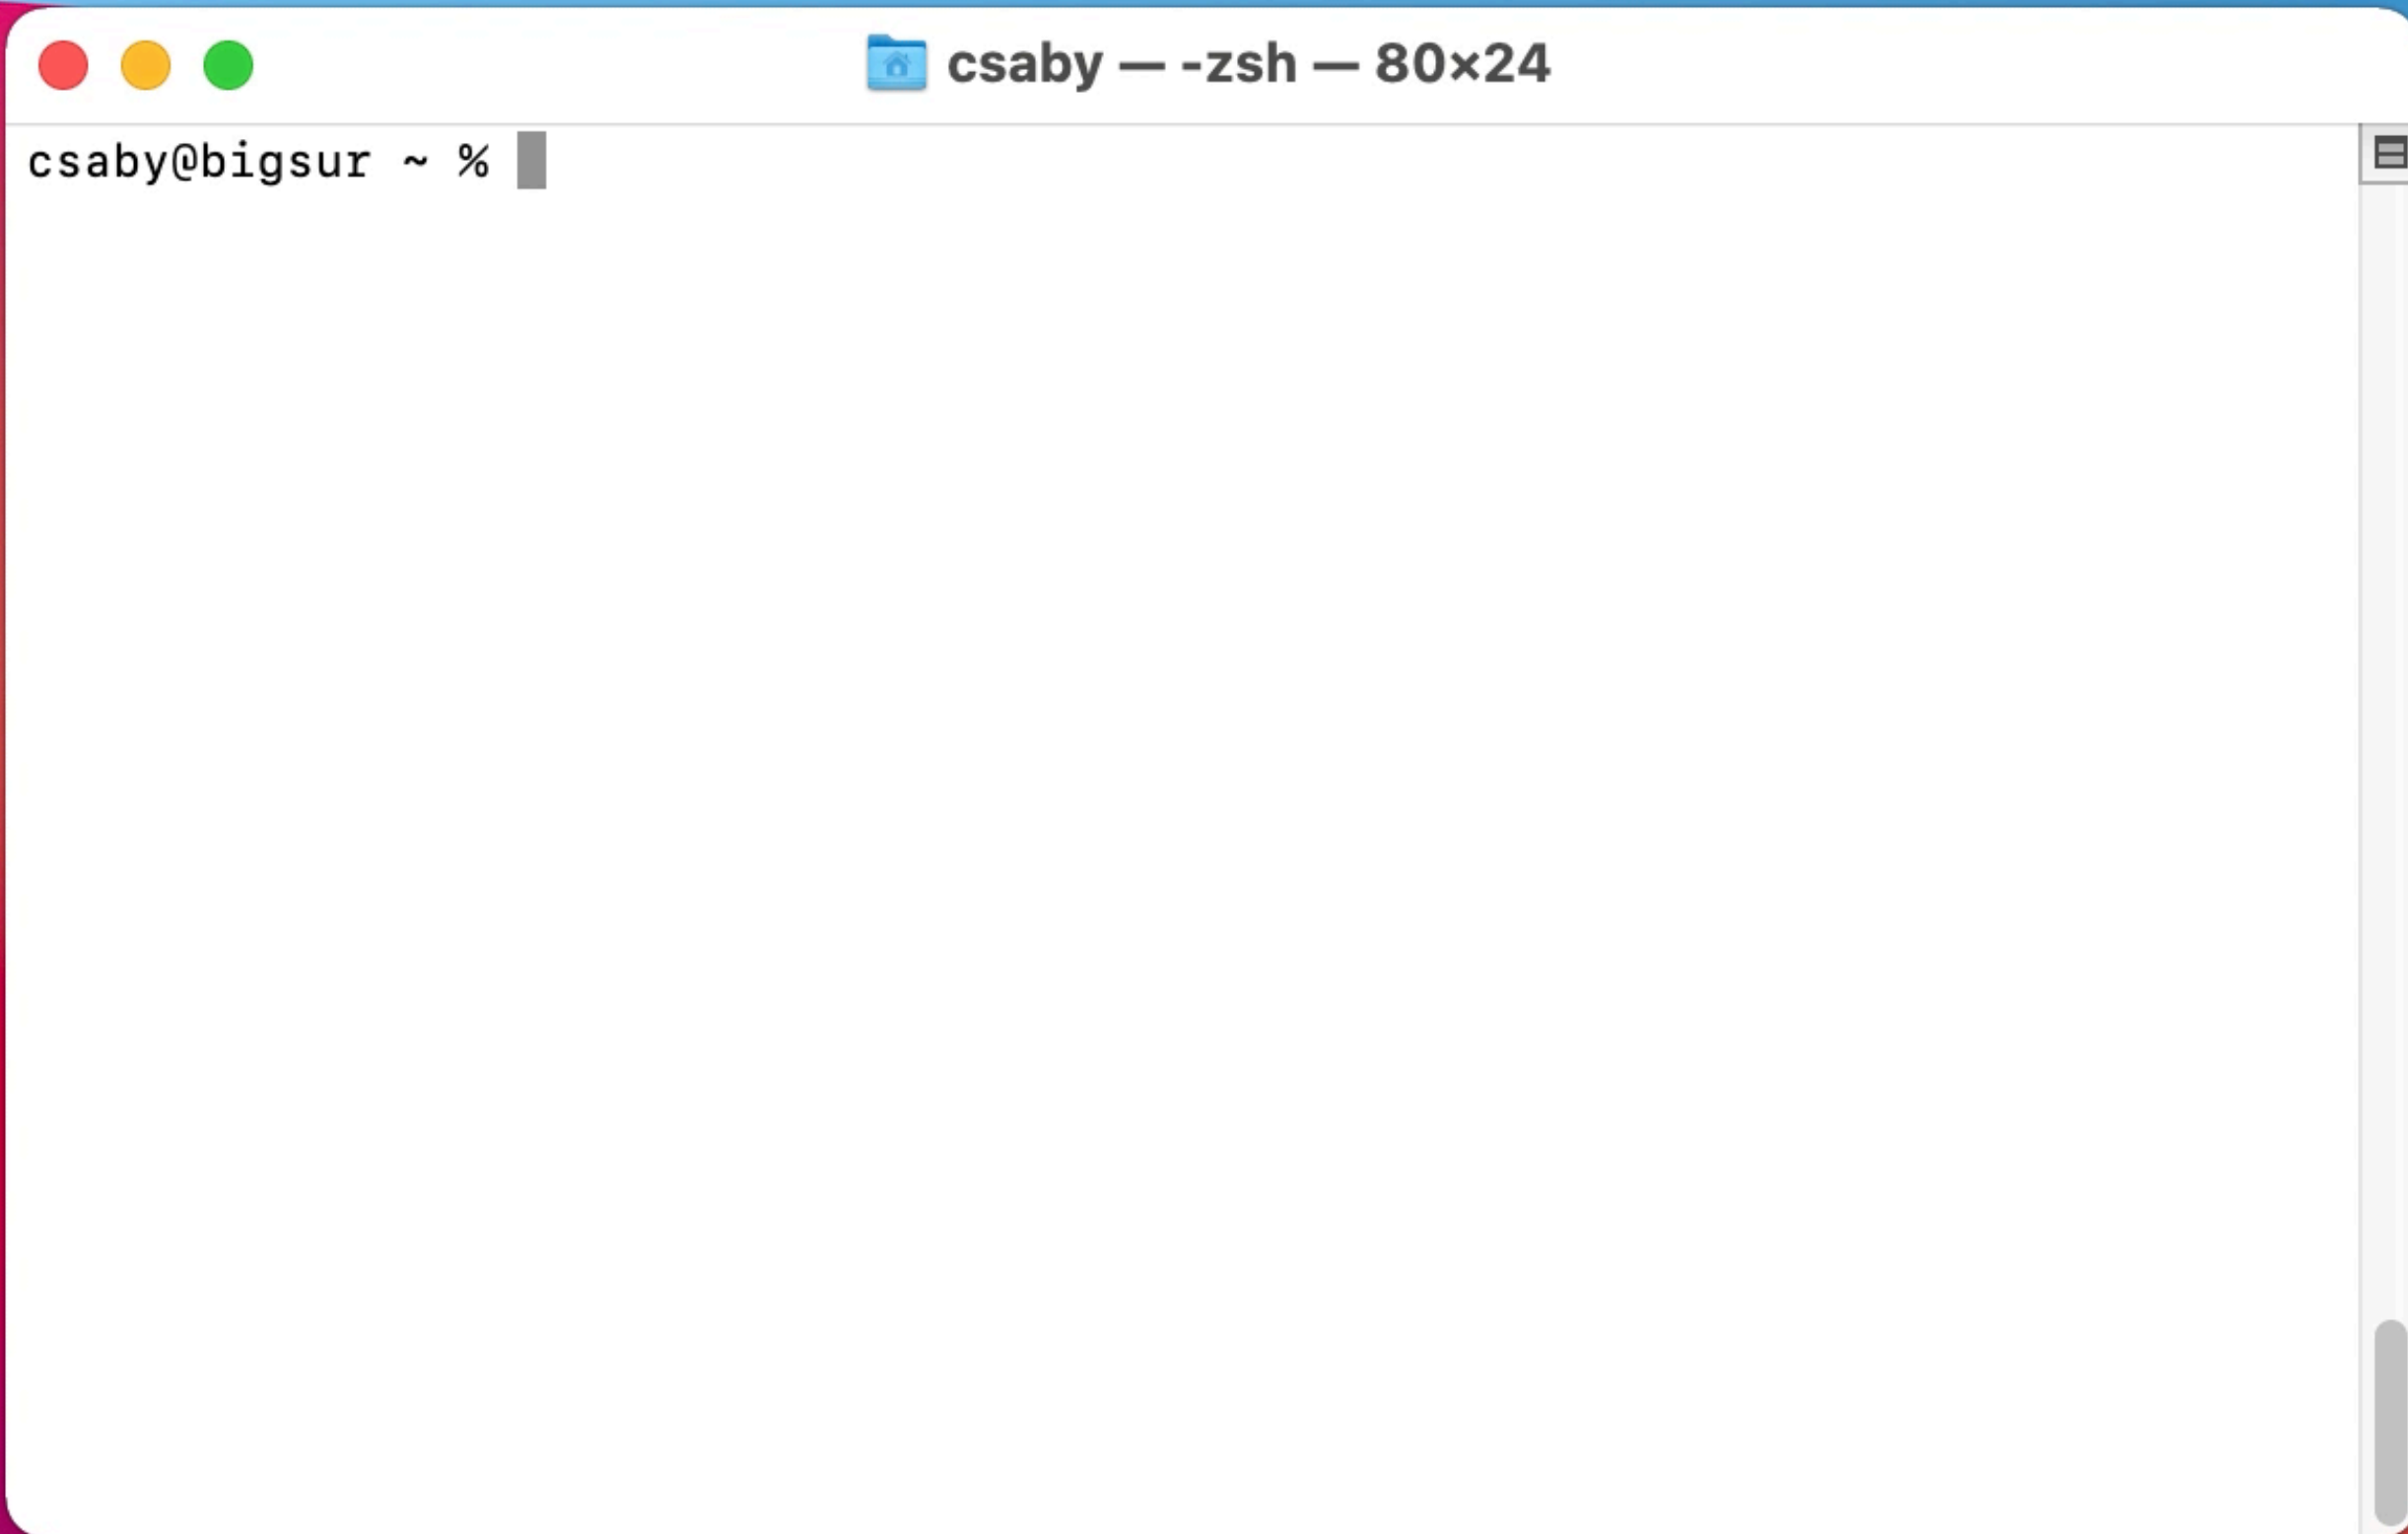 csaby — -zsh — 80×24
csaby@bigsur ~ %